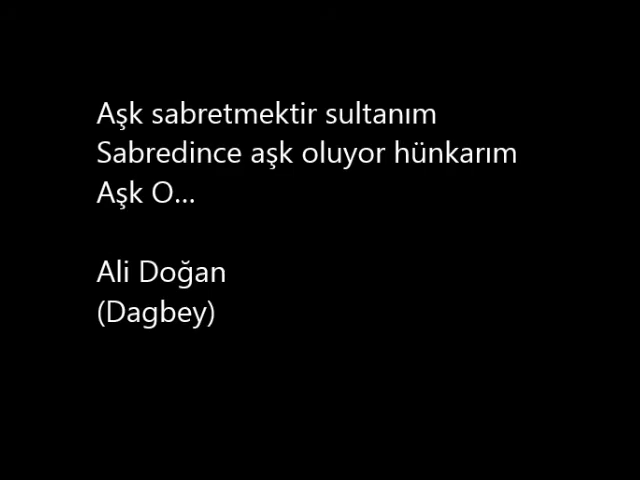 Aşk sabretmektir sultanım
Sabredince aşk oluyor hünkarım
Aşk O...
Ali Doğan
(Dagbey)